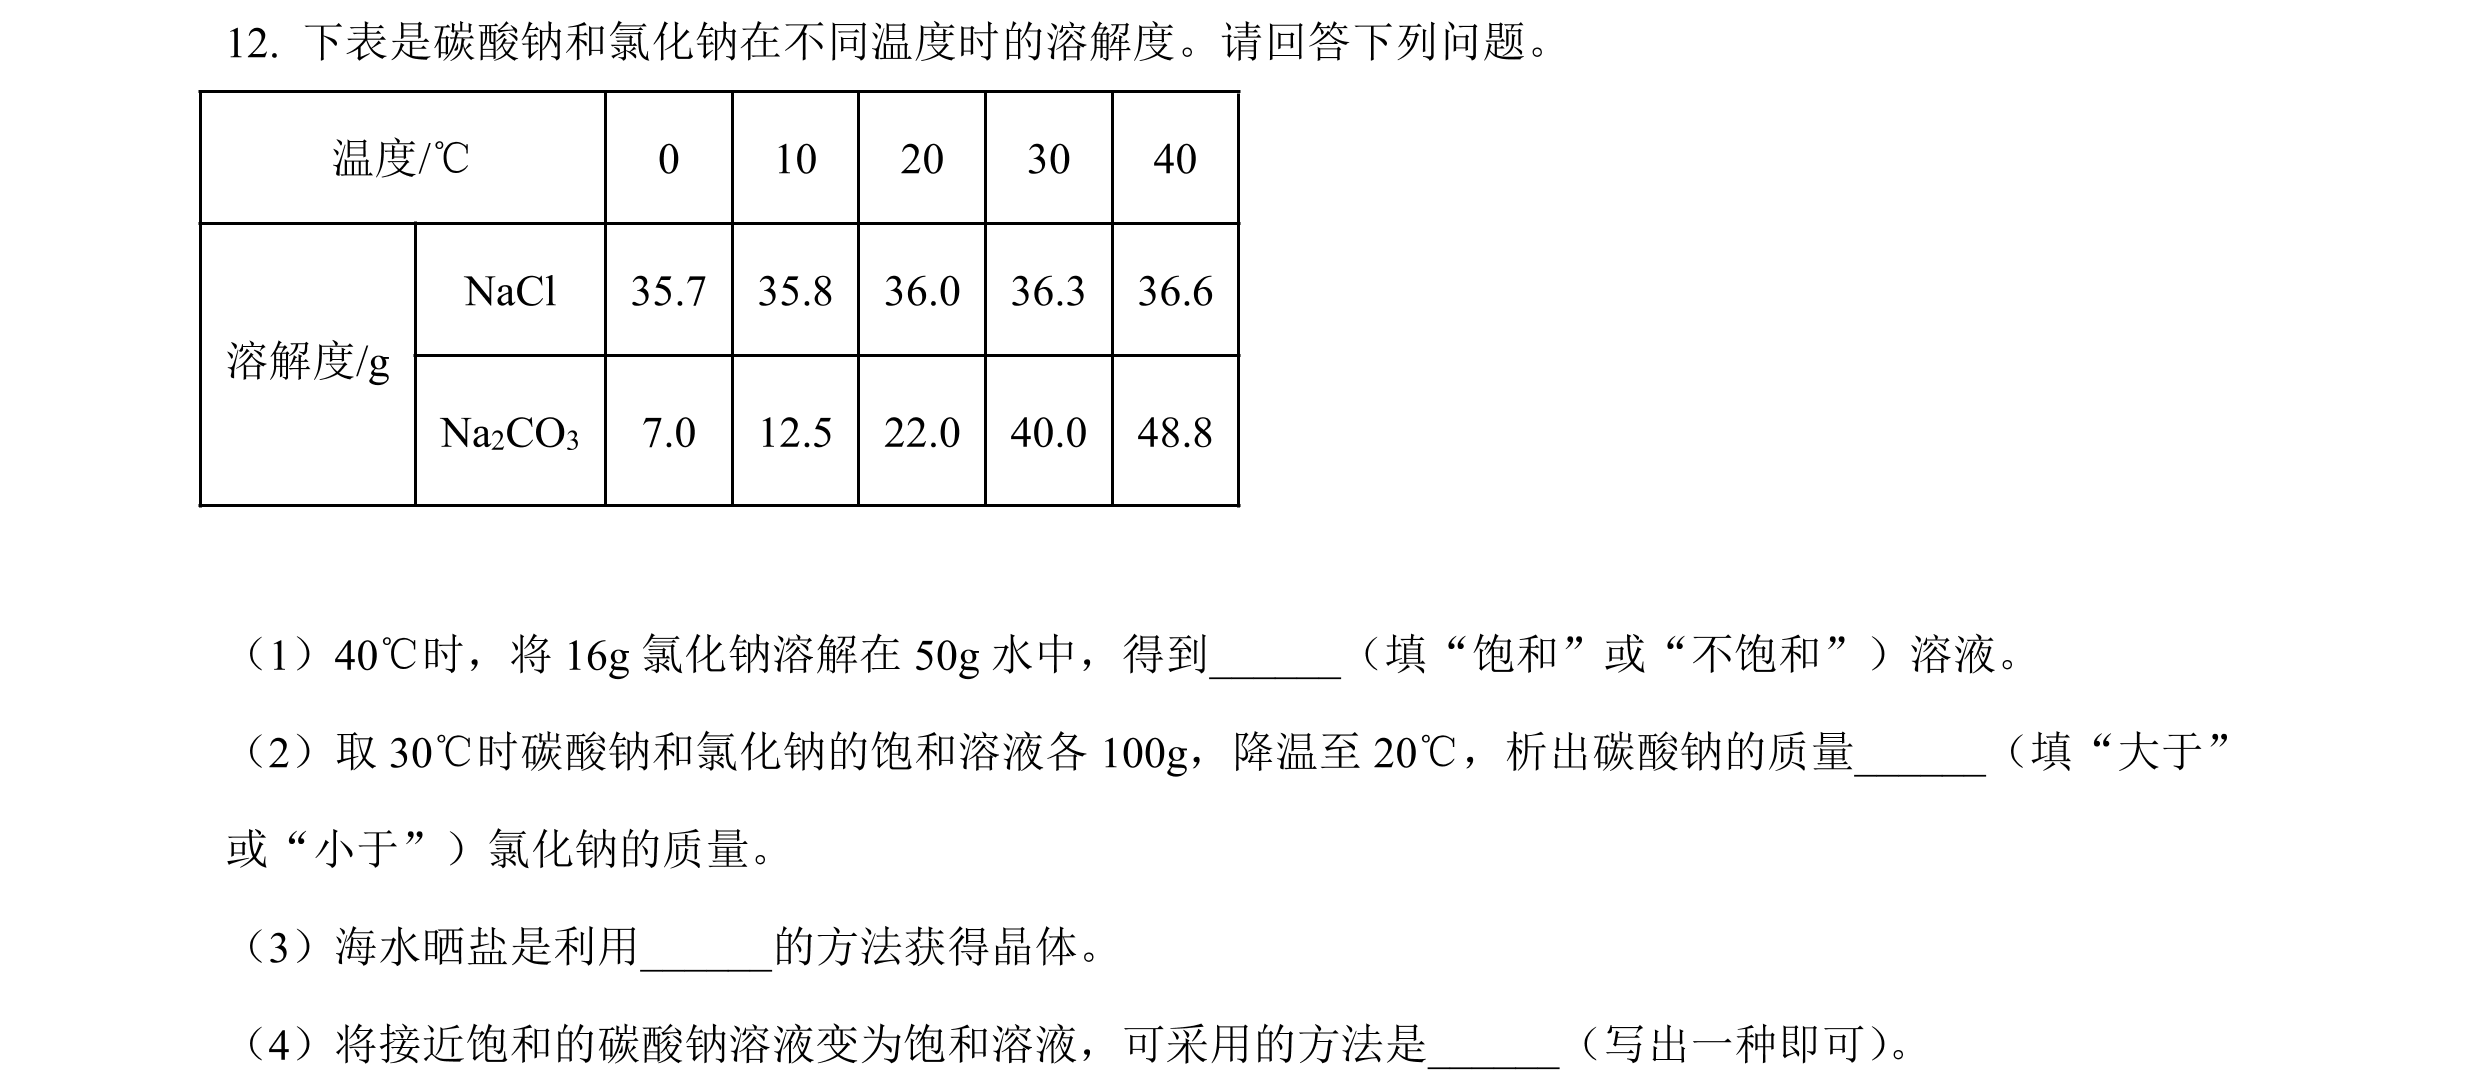 12. 下表是碳酸钠和氯化钠在不同温度时的溶解度。请回答下列问题。
温度/℃ 0 10 20 30 40
溶解度/g NaCl 35.7 35.8 36.0 36.3 36.6
Na₂CO₃ 7.0 12.5 22.0 40.0 48.8
（1）40℃时，将 16g 氯化钠溶解在 50g 水中，得到______（填“饱和”或“不饱和”）溶液。
（2）取 30℃时碳酸钠和氯化钠的饱和溶液各 100g，降温至 20℃，析出碳酸钠的质量______（填“大于”
或“小于”）氯化钠的质量。
（3）海水晒盐是利用______的方法获得晶体。
（4）将接近饱和的碳酸钠溶液变为饱和溶液，可采用的方法是______（写出一种即可）。